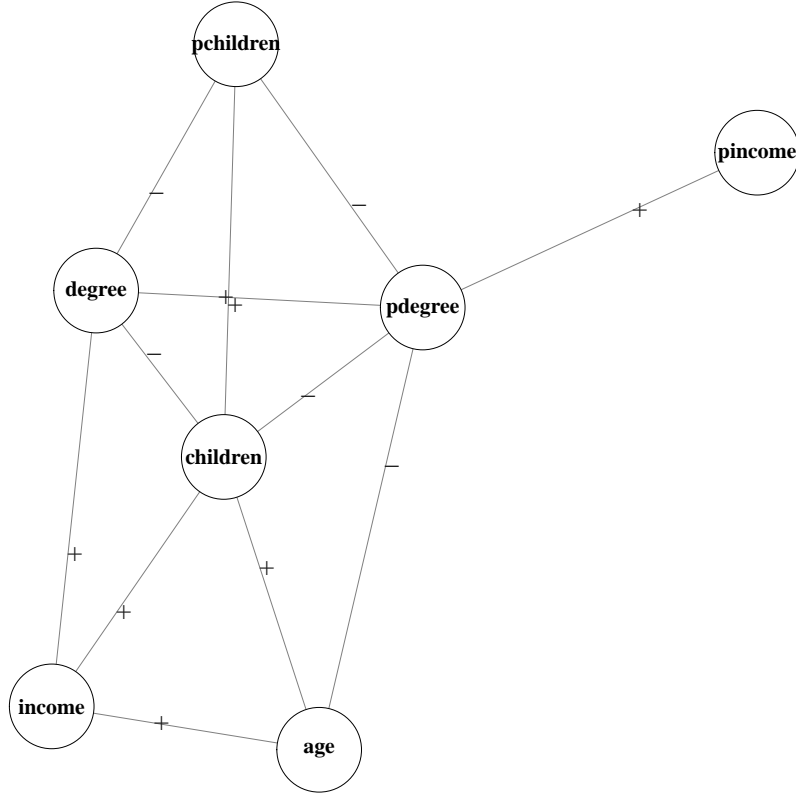 pchildren
pincome
−
−
+
degree
+
+
pdegree
−
−
children
−
+
+
+
income
+
age